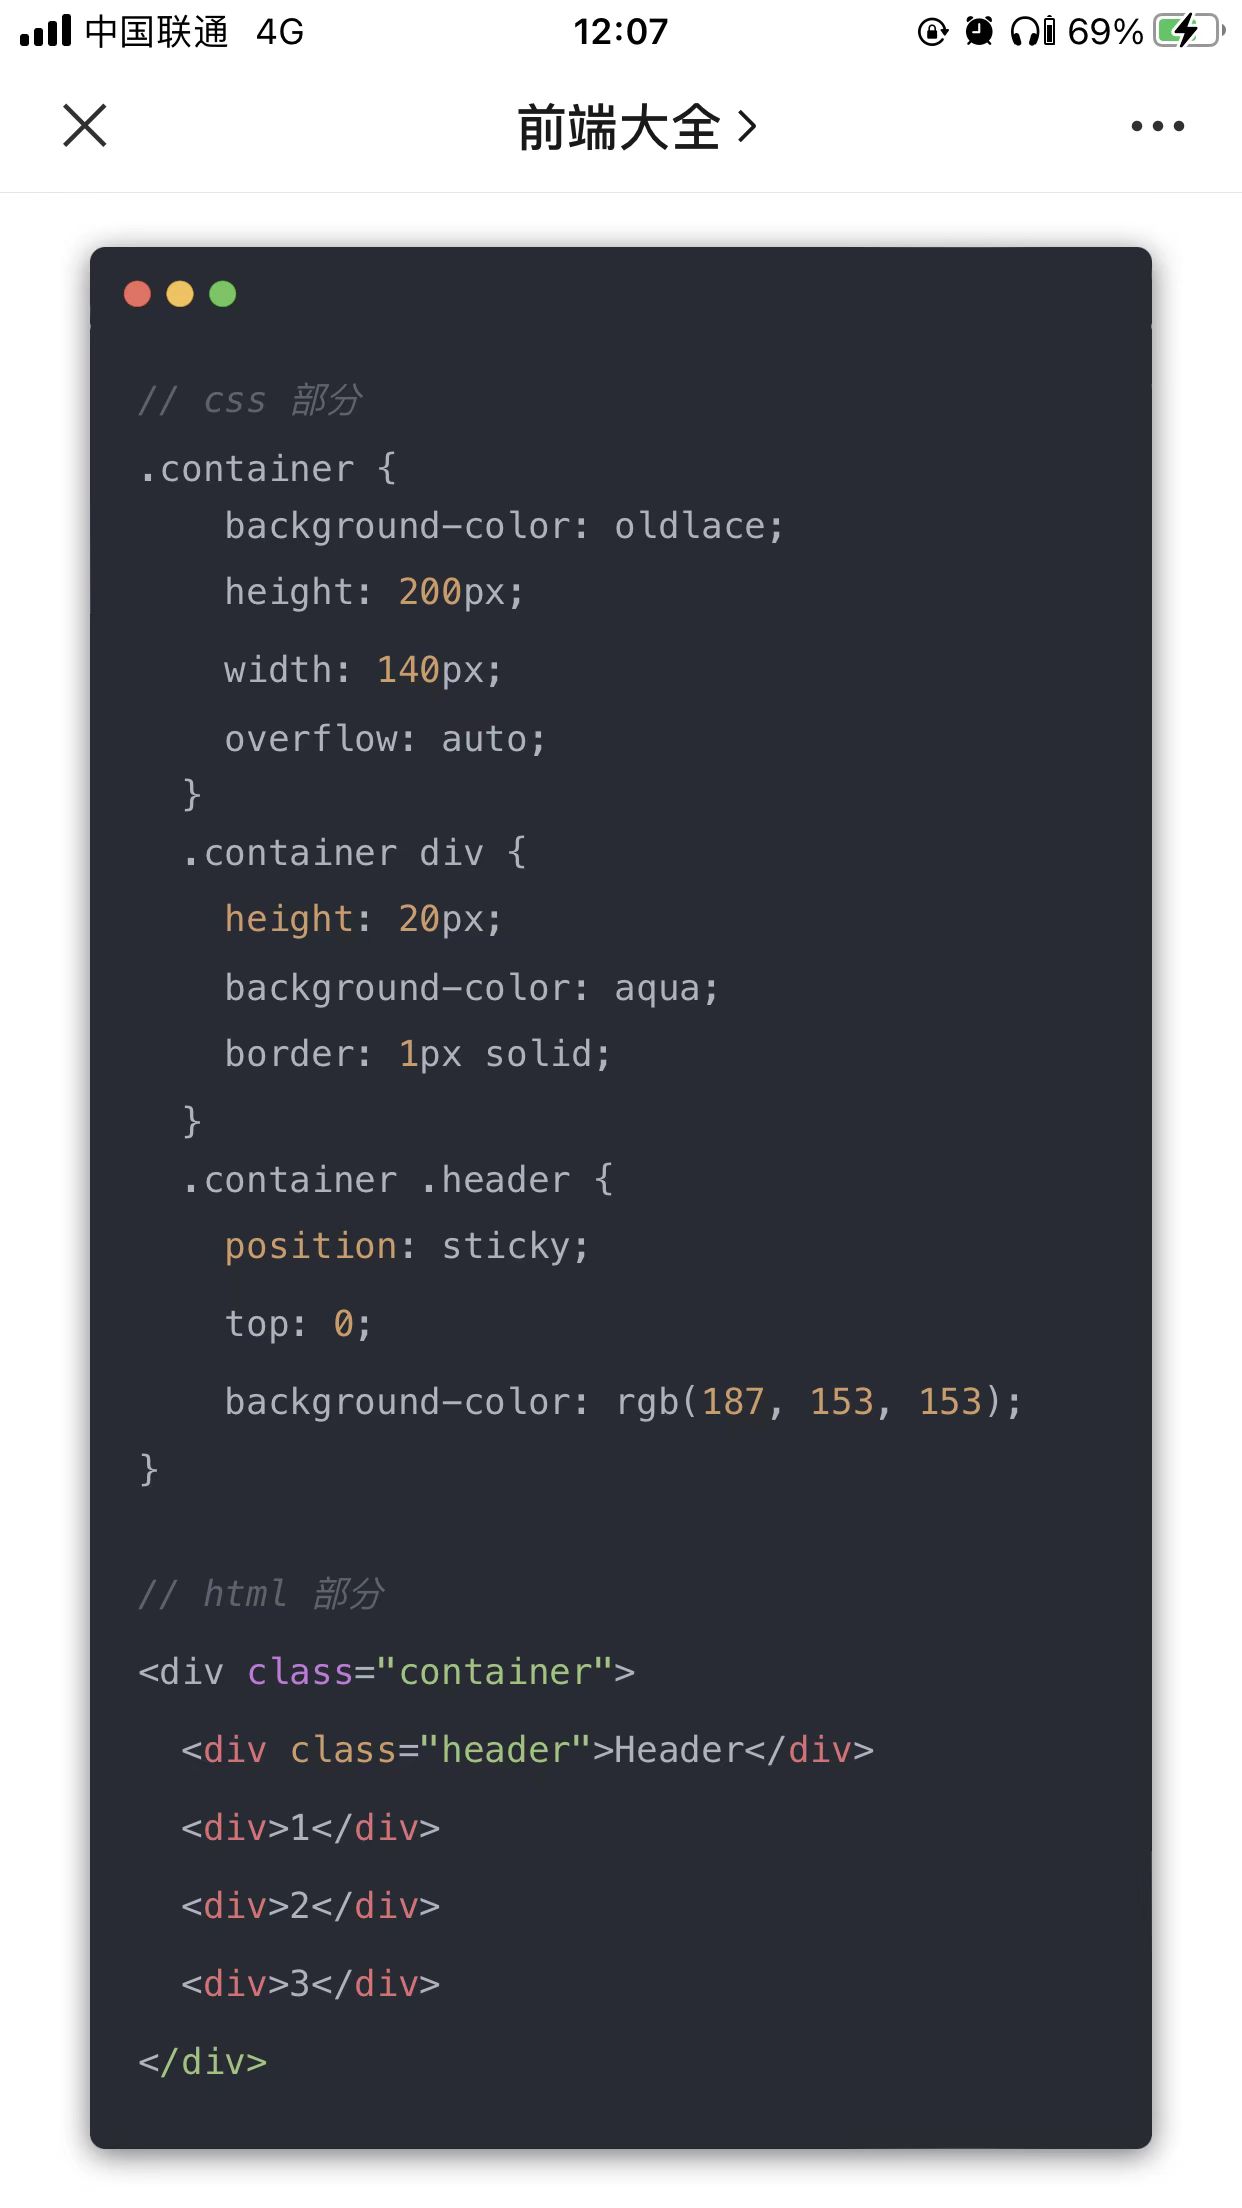 中国联通 4G 12:07 69%
前端大全
// css 部分
.container {
    background-color: oldlace;
    height: 200px;
    width: 140px;
    overflow: auto;
  }
  .container div {
    height: 20px;
    background-color: aqua;
    border: 1px solid;
  }
  .container .header {
    position: sticky;
    top: 0;
    background-color: rgb(187, 153, 153);
}
// html 部分
<div class="container">
  <div class="header">Header</div>
  <div>1</div>
  <div>2</div>
  <div>3</div>
</div>